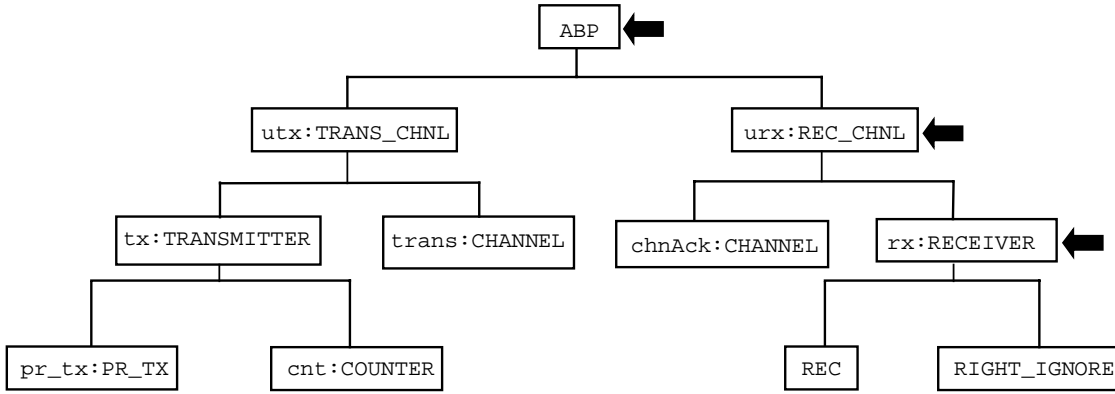 ABP
utx:TRANS_CHNL
urx:REC_CHNL
tx:TRANSMITTER
trans:CHANNEL
chnAck:CHANNEL
rx:RECEIVER
pr_tx:PR_TX
cnt:COUNTER
REC
RIGHT_IGNORE